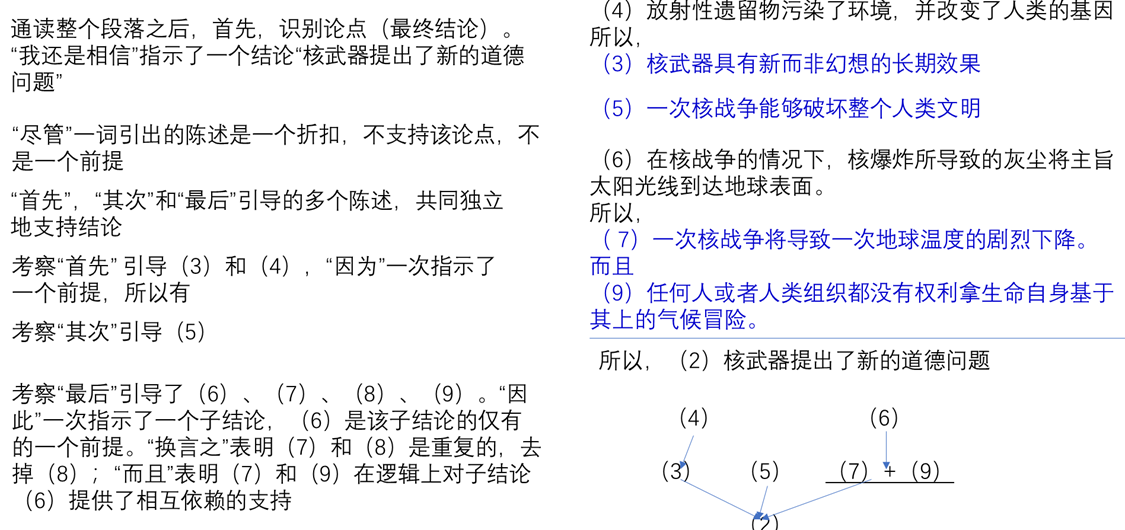 通读整个段落之后，首先，识别论点（最终结论）。
“我还是相信”指示了一个结论“核武器提出了新的道德
问题”
“尽管”一词引出的陈述是一个折扣，不支持该论点，不
是一个前提
“首先”，“其次”和“最后”引导的多个陈述，共同独立
地支持结论
考察“首先” 引导（3）和（4），“因为”一次指示了
一个前提，所以有
考察“其次”引导（5）
考察“最后”引导了（6）、（7）、（8）、（9）。“因
此”一次指示了一个子结论，（6）是该子结论的仅有
的一个前提。“换言之”表明（7）和（8）是重复的，去
掉（8）；“而且”表明（7）和（9）在逻辑上对子结论
（6）提供了相互依赖的支持
（4）放射性遗留物污染了环境，并改变了人类的基因
所以，
（3）核武器具有新而非幻想的长期效果
（5）一次核战争能够破坏整个人类文明
（6）在核战争的情况下，核爆炸所导致的灰尘将主旨
太阳光线到达地球表面。
所以，
（ 7）一次核战争将导致一次地球温度的剧烈下降。
而且
（9）任何人或者人类组织都没有权利拿生命自身基于
其上的气候冒险。
所以，（2）核武器提出了新的道德问题
（4） （6）
（3） （5） （7）+（9）
（2）